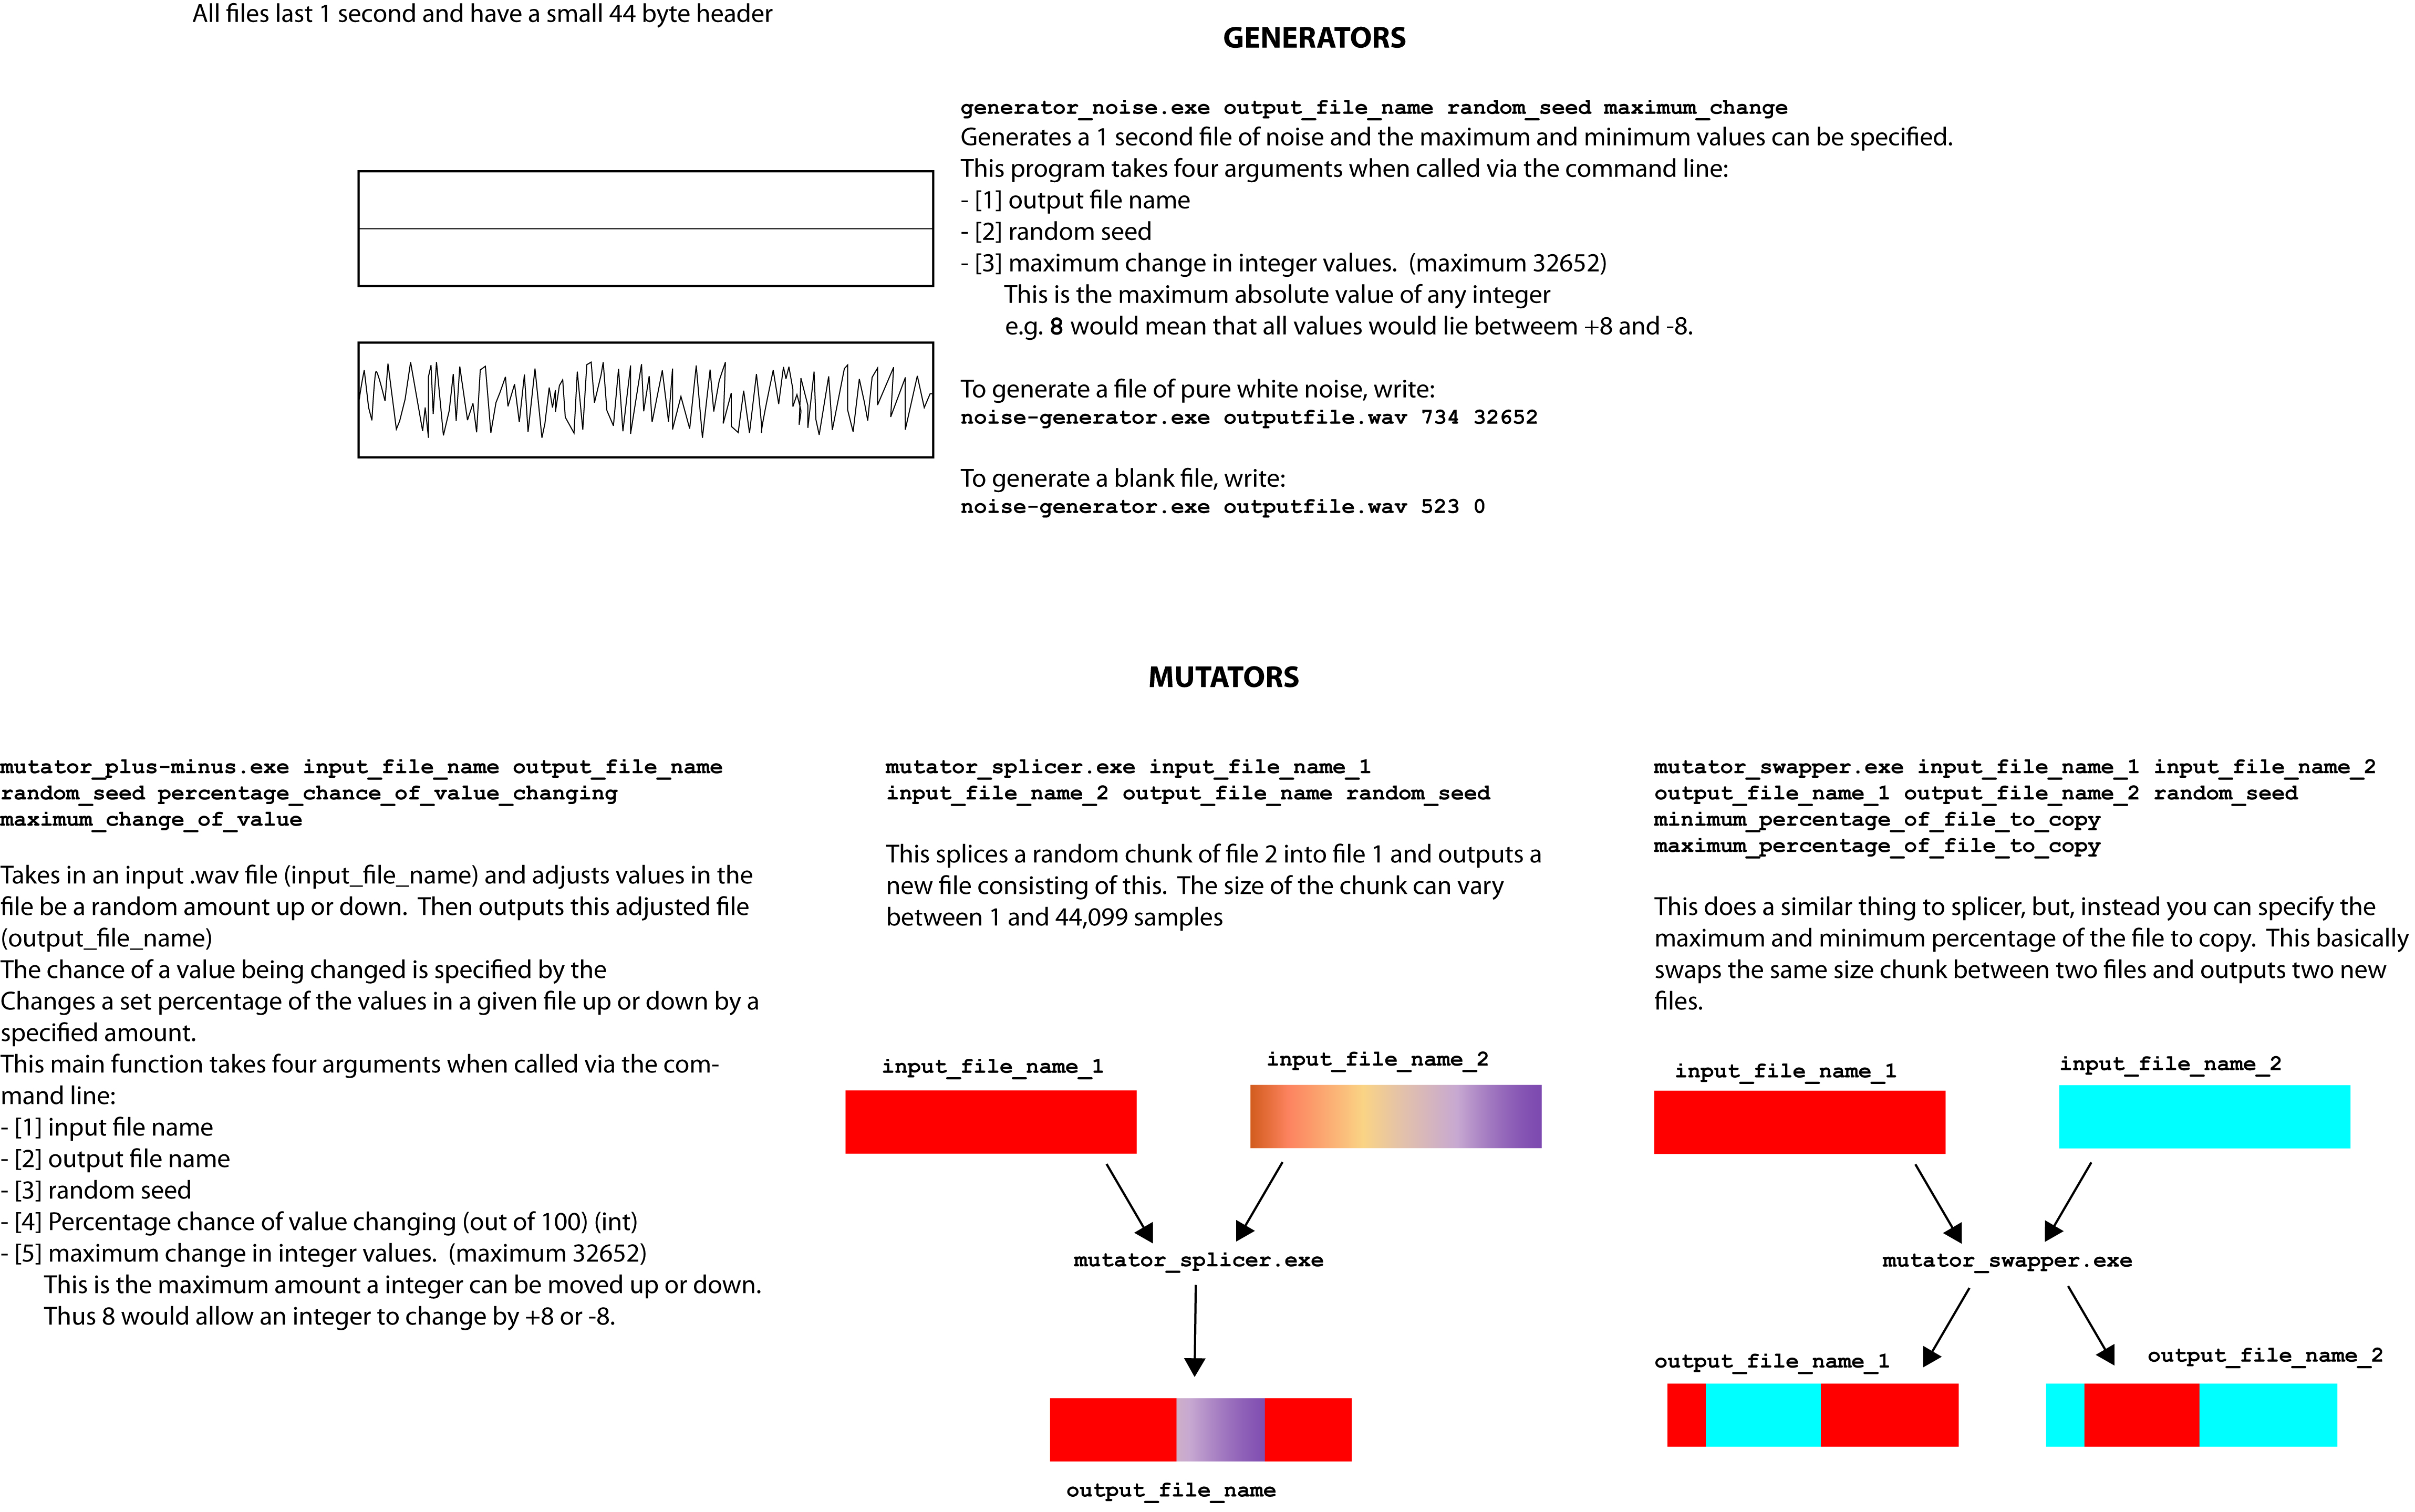 All files last 1 second and have a small 44 byte header
GENERATORS
generator_noise.exe output_file_name random_seed maximum_change
Generates a 1 second file of noise and the maximum and minimum values can be specified.
This program takes four arguments when called via the command line:
- [1] output file name
- [2] random seed
- [3] maximum change in integer values.  (maximum 32652)
This is the maximum absolute value of any integer
e.g. 8 would mean that all values would lie betweem +8 and -8.
To generate a file of pure white noise, write:
noise-generator.exe outputfile.wav 734 32652
To generate a blank file, write:
noise-generator.exe outputfile.wav 523 0
MUTATORS
mutator_plus-minus.exe input_file_name output_file_name
random_seed percentage_chance_of_value_changing
maximum_change_of_value
Takes in an input .wav file (input_file_name) and adjusts values in the
file be a random amount up or down.  Then outputs this adjusted file
(output_file_name)
The chance of a value being changed is specified by the
Changes a set percentage of the values in a given file up or down by a
specified amount.
This main function takes four arguments when called via the com-
mand line:
- [1] input file name
- [2] output file name
- [3] random seed
- [4] Percentage chance of value changing (out of 100) (int)
- [5] maximum change in integer values.  (maximum 32652)
This is the maximum amount a integer can be moved up or down.
Thus 8 would allow an integer to change by +8 or -8.
mutator_splicer.exe input_file_name_1
input_file_name_2 output_file_name random_seed
This splices a random chunk of file 2 into file 1 and outputs a
new file consisting of this.  The size of the chunk can vary
between 1 and 44,099 samples
input_file_name_1
input_file_name_2
mutator_splicer.exe
output_file_name
mutator_swapper.exe input_file_name_1 input_file_name_2
output_file_name_1 output_file_name_2 random_seed
minimum_percentage_of_file_to_copy
maximum_percentage_of_file_to_copy
This does a similar thing to splicer, but, instead you can specify the
maximum and minimum percentage of the file to copy.  This basically
swaps the same size chunk between two files and outputs two new
files.
input_file_name_1
input_file_name_2
mutator_swapper.exe
output_file_name_1
output_file_name_2